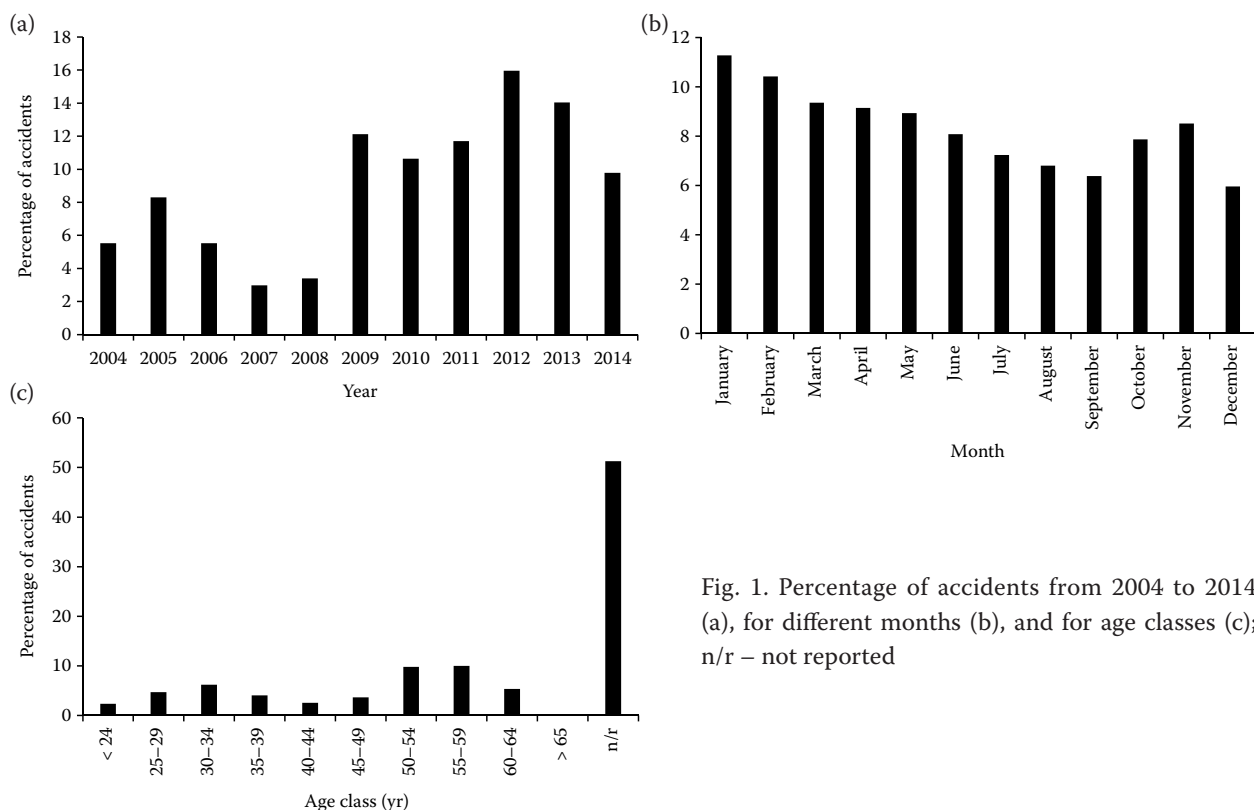 (a)
18
16
14
12
10
8
6
4
2
0
Percentage of accidents
2004 2005 2006 2007 2008 2009 2010 2011 2012 2013 2014
Year
(b)
12
10
8
6
4
2
0
January
February
March
April
May
June
July
August
September
October
November
December
Month
(c)
60
50
40
30
20
10
0
Percentage of accidents
< 24
25–29
30–34
35–39
40–44
45–49
50–54
55–59
60–64
> 65
n/r
Age class (yr)
Fig. 1. Percentage of accidents from 2004 to 2014
(a), for different months (b), and for age classes (c);
n/r – not reported